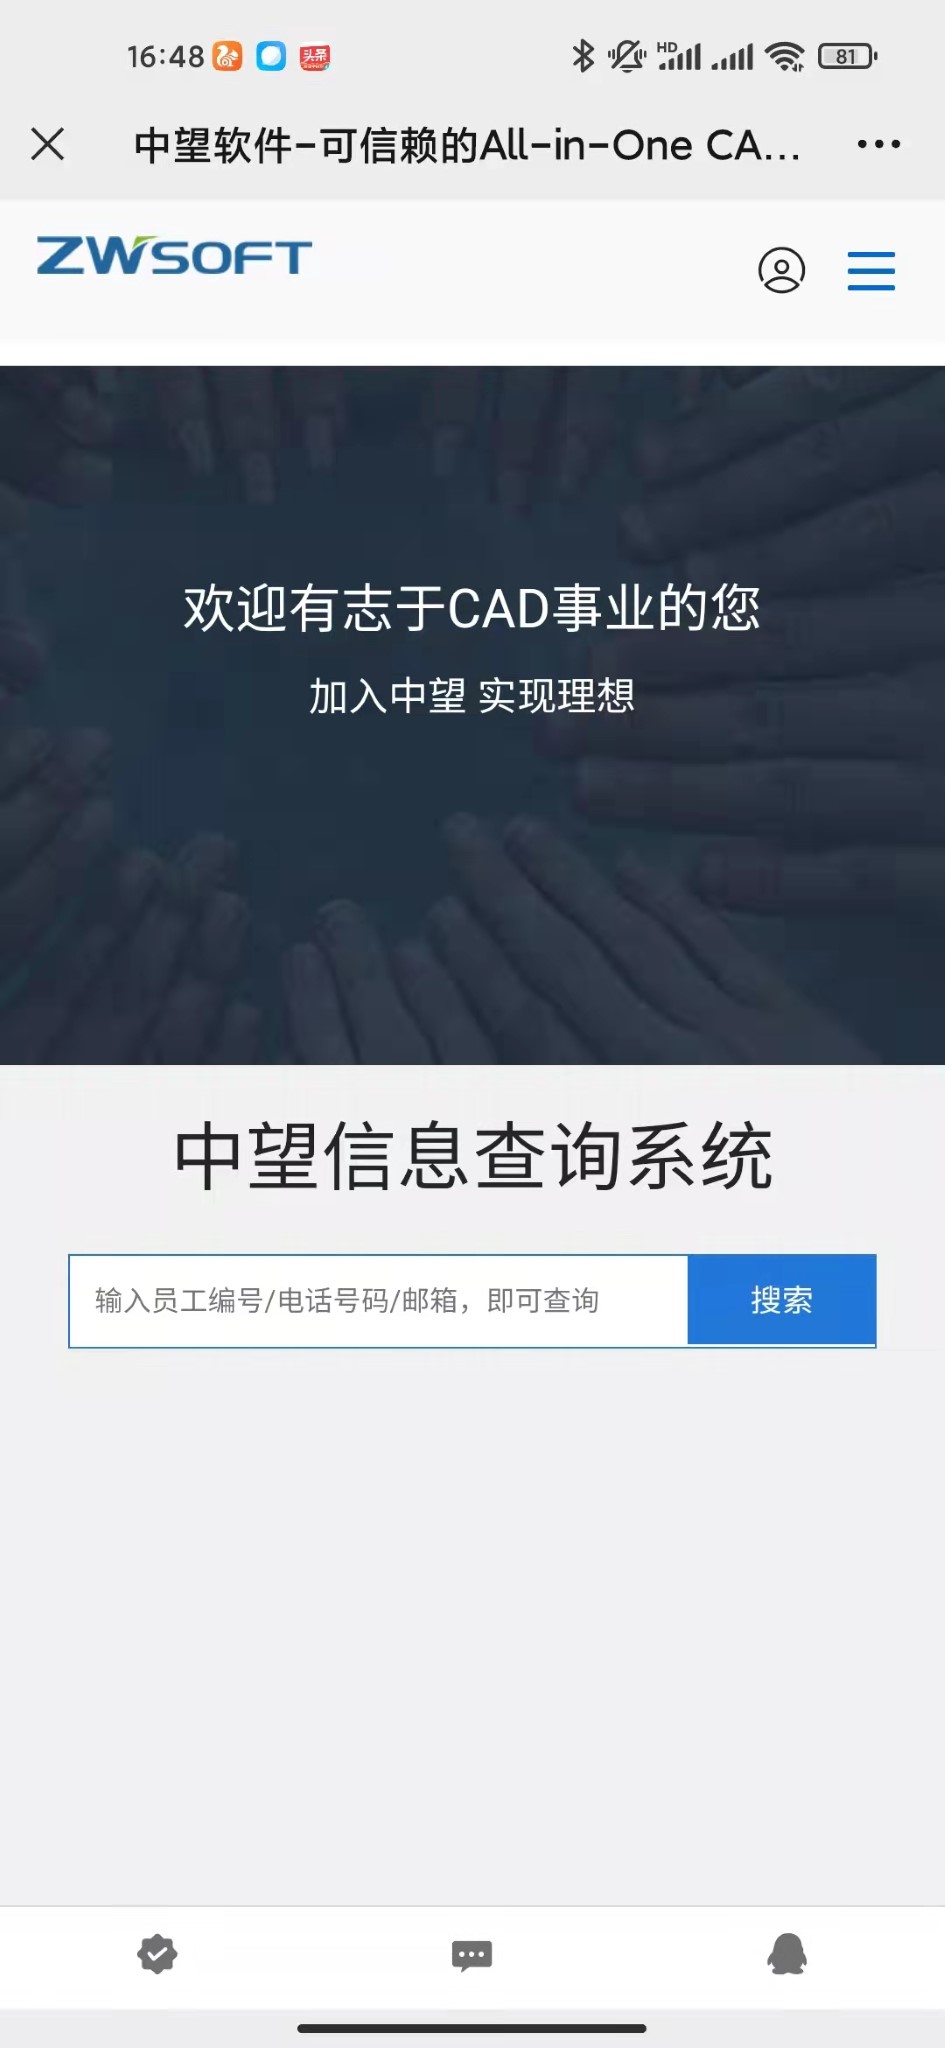 16:48
头条
HD
81
中望软件-可信赖的All-in-One CA...
ZWSOFT
欢迎有志于CAD事业的您
加入中望 实现理想
中望信息查询系统
输入员工编号/电话号码/邮箱，即可查询
搜索